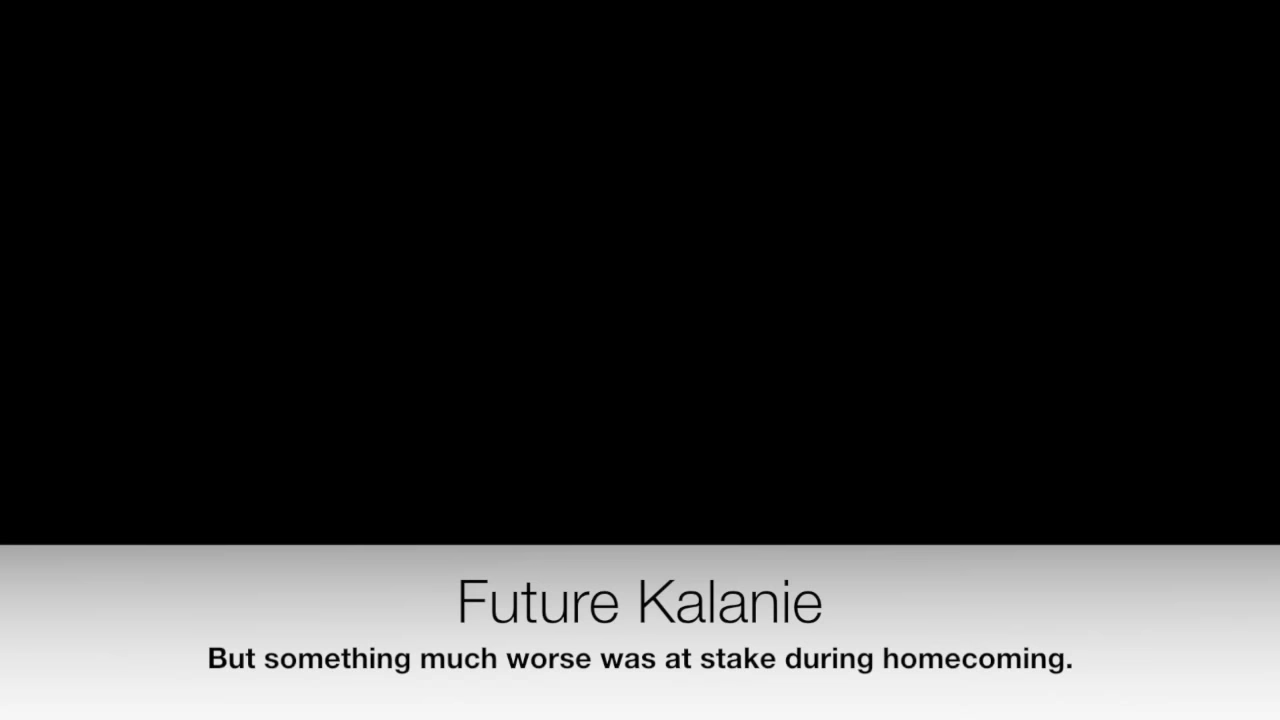 Future Kalanie
But something much worse was at stake during homecoming.